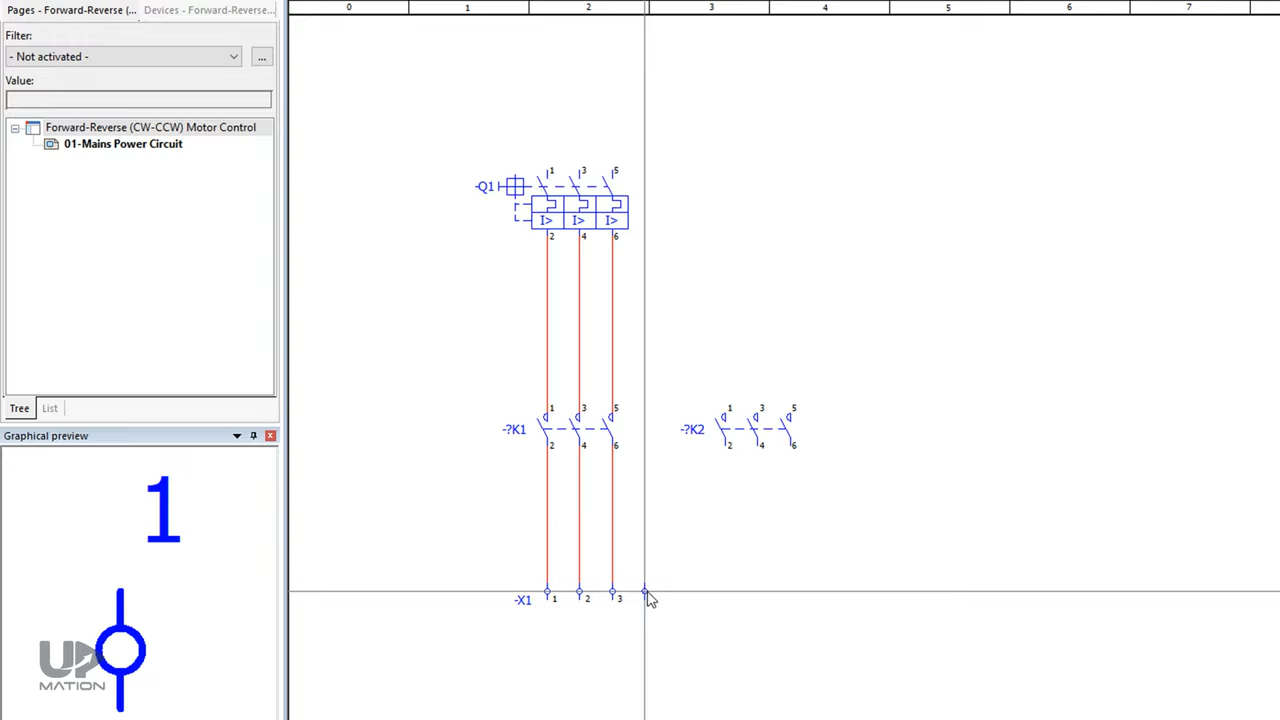 Pages - Forward-Reverse (... Devices - Forward-Reverse...
Filter:
- Not activated -
...
Value:
Forward-Reverse (CW-CCW) Motor Control
01-Mains Power Circuit
Tree List
Graphical preview
1
UP
MATION
0 1 2 3 4 5 6 7
1 3 5
-Q1
I> I> I>
2 4 6
1 3 5
-?K1
2 4 6
1 3 5
-?K2
2 4 6
-X1 1 2 3